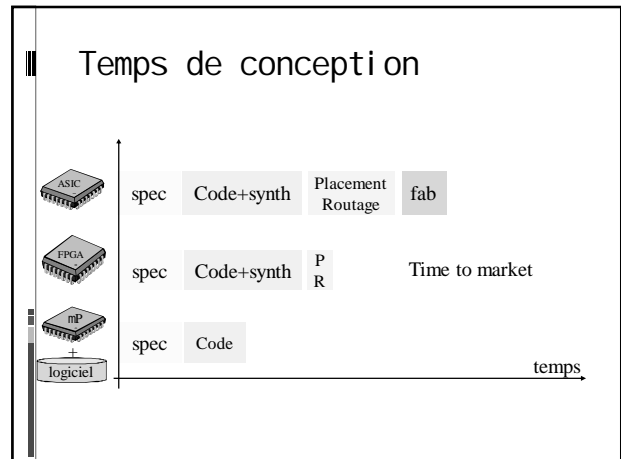 Temps de conception
ASIC
spec Code+synth Placement Routage fab
FPGA
spec Code+synth P R Time to market
mP
+
logiciel
spec Code
temps